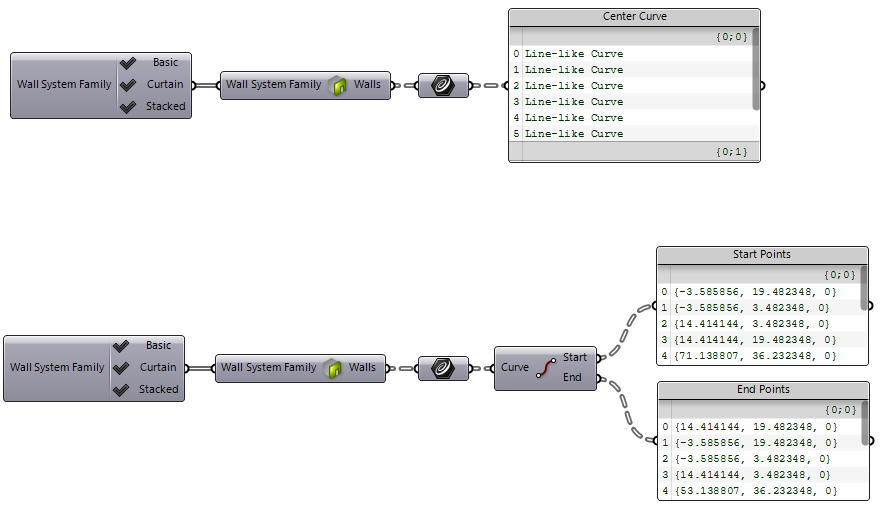 Center Curve
{0;0}
0 Line-like Curve
1 Line-like Curve
2 Line-like Curve
3 Line-like Curve
4 Line-like Curve
5 Line-like Curve
{0;1}
Wall System Family
Basic
Curtain
Stacked
Wall System Family Walls
Start Points
{0;0}
0 {-3.585856, 19.482348, 0}
1 {-3.585856, 3.482348, 0}
2 {14.414144, 3.482348, 0}
3 {14.414144, 19.482348, 0}
4 {71.138807, 36.232348, 0}
Wall System Family
Basic
Curtain
Stacked
Wall System Family Walls
Curve
Start
End
End Points
{0;0}
0 {14.414144, 19.482348, 0}
1 {-3.585856, 19.482348, 0}
2 {-3.585856, 3.482348, 0}
3 {14.414144, 3.482348, 0}
4 {53.138807, 36.232348, 0}